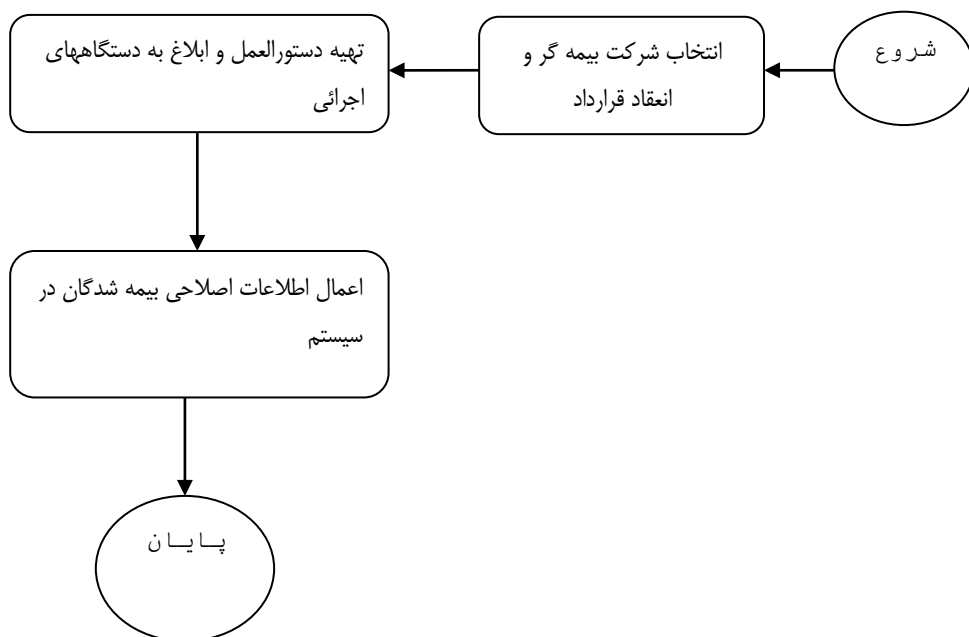 شروع
انتخاب شرکت بیمه گر و
انعقاد قرارداد
تهیه دستورالعمل و ابلاغ به دستگاههای
اجرائی
اعمال اطلاعات اصلاحی بیمه شدگان در
سیستم
پایان